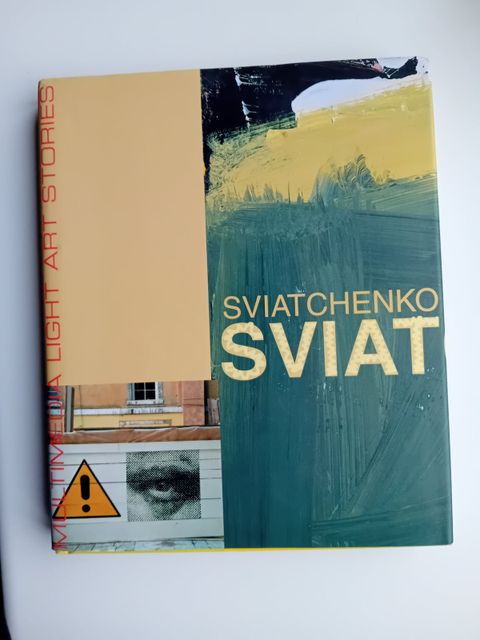 MULTIMEDIA LIGHT ART STORIES
SVIATCHENKO
SVIAT
!